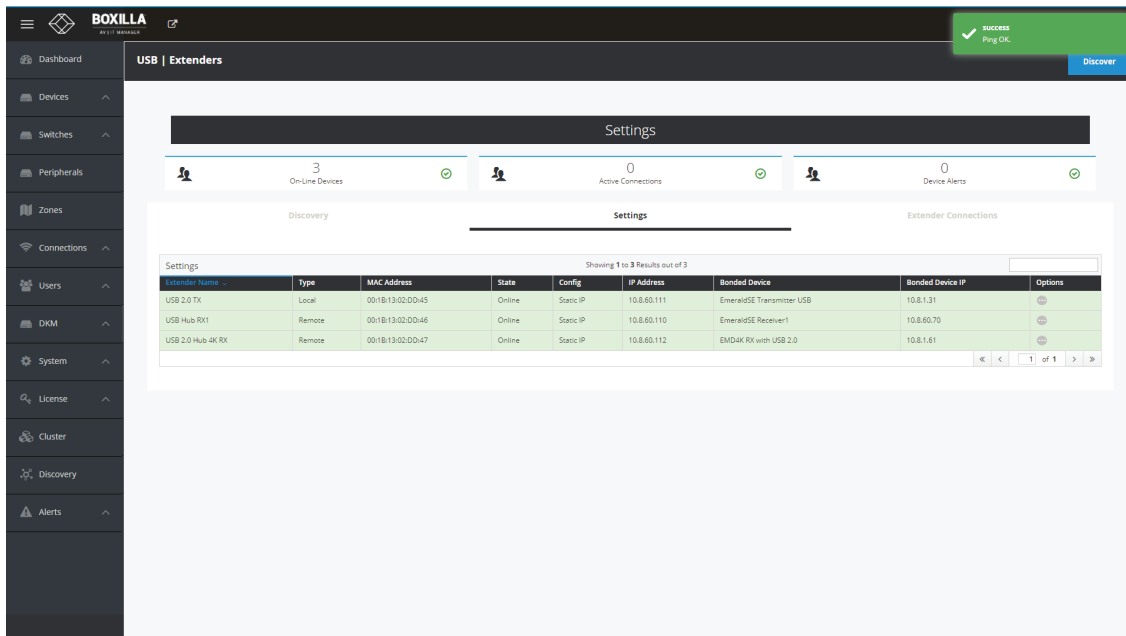 BOXILLA
AV | IT MANAGER
success
Ping OK.
Dashboard
Devices
Switches
Peripherals
Zones
Connections
Users
DKM
System
License
Cluster
Discovery
Alerts
USB | Extenders
Discover
Settings
3
On-Line Devices
0
Active Connections
0
Device Alerts
Discovery Settings Extender Connections
Settings Showing 1 to 3 Results out of 3
Extender Name Type MAC Address State Config IP Address Bonded Device Bonded Device IP Options
USB 2.0 TX Local 00:1B:13:02:DD:45 Online Static IP 10.8.60.111 EmeraldSE Transmitter USB 10.8.1.31
USB Hub RX1 Remote 00:1B:13:02:DD:46 Online Static IP 10.8.60.110 EmeraldSE Receiver1 10.8.60.70
USB 2.0 Hub 4K RX Remote 00:1B:13:02:DD:47 Online Static IP 10.8.60.112 EMD4K RX with USB 2.0 10.8.1.61
« < 1 of 1 > »